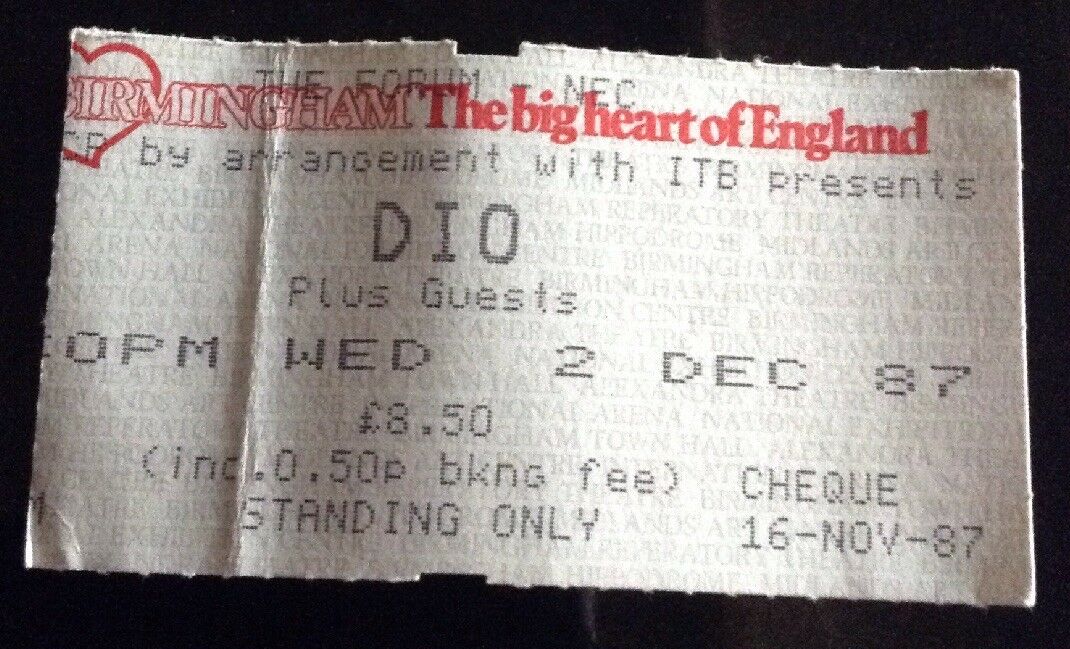 THE FORUM - NEC
BIRMINGHAM The big heart of England
by arrangement with ITB presents
DIO
Plus Guests
0PM WED 2 DEC 87
£8.50
(inc.0.50p bkng fee) CHEQUE
STANDING ONLY 16-NOV-87